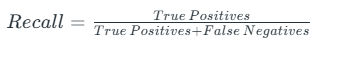 Recall = True Positives / True Positives+False Negatives